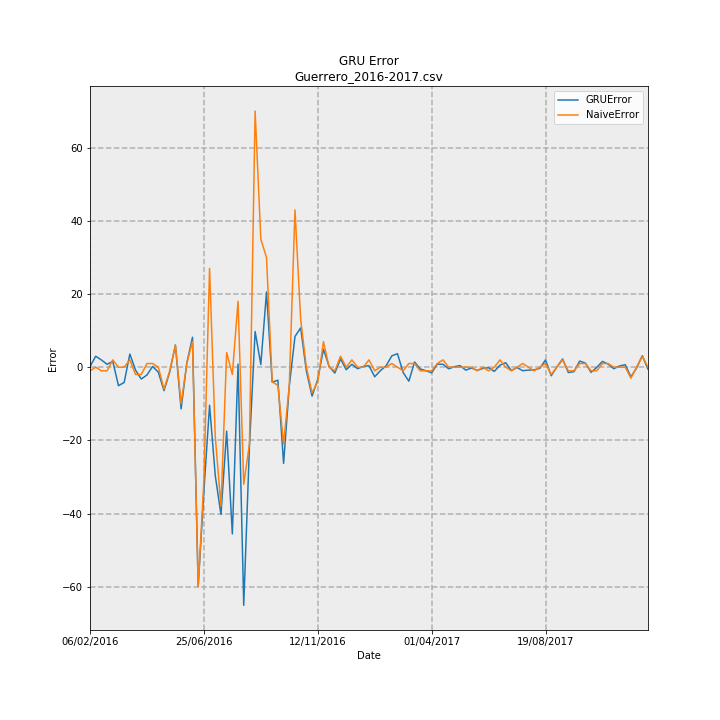 GRU Error
Guerrero_2016-2017.csv
GRUError
NaiveError
60
40
20
0
−20
−40
−60
Error
06/02/2016
25/06/2016
12/11/2016
01/04/2017
19/08/2017
Date